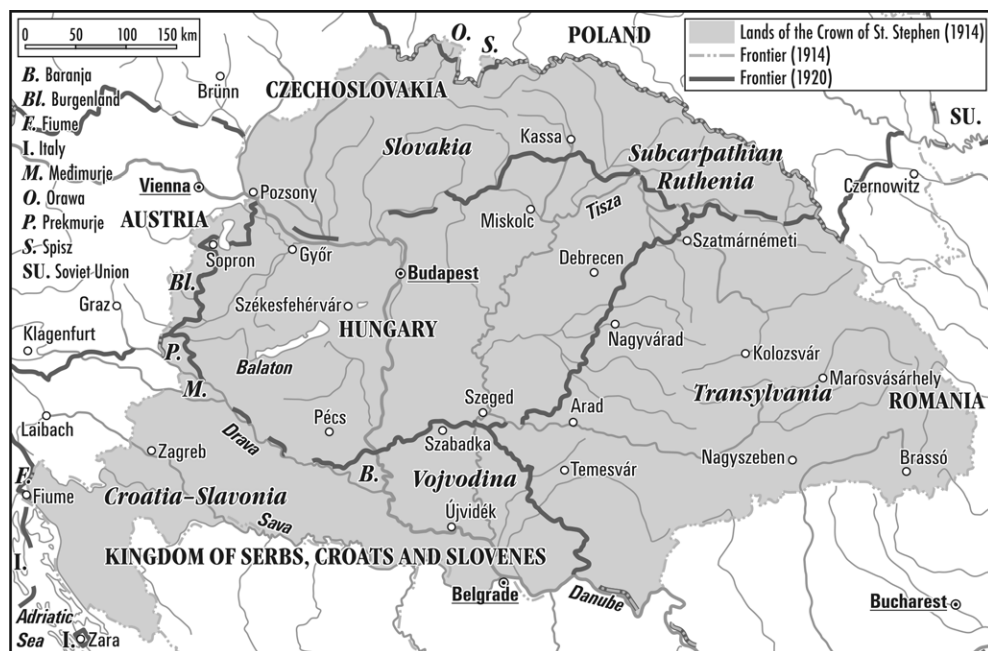 0 50 100 150 km
B. Baranja
Bl. Burgenland
F. Fiume
I. Italy
M. Međimurje
O. Orawa
P. Prekmurje
S. Spisz
SU. Soviet Union
Lands of the Crown of St. Stephen (1914)
Frontier (1914)
Frontier (1920)
O.
S.
POLAND
SU.
Brünn
CZECHOSLOVAKIA
Slovakia
Kassa
Subcarpathian
Ruthenia
Czernowitz
Vienna
Pozsony
AUSTRIA
Miskolc
Tisza
Sopron
Győr
Budapest
Debrecen
Szatmárnémeti
Bl.
Graz
Székesfehérvár
HUNGARY
Klagenfurt
P.
Balaton
Nagyvárad
Kolozsvár
M.
Transylvania
Marosvásárhely
ROMANIA
Laibach
Drava
Pécs
Szeged
Arad
Zagreb
Szabadka
B.
Vojvodina
Temesvár
Nagyszeben
Brassó
F.
Fiume
Croatia–Slavonia
Sava
Újvidék
I.
KINGDOM OF SERBS, CROATS AND SLOVENES
Belgrade
Danube
Bucharest
Adriatic
Sea
I.
Zara